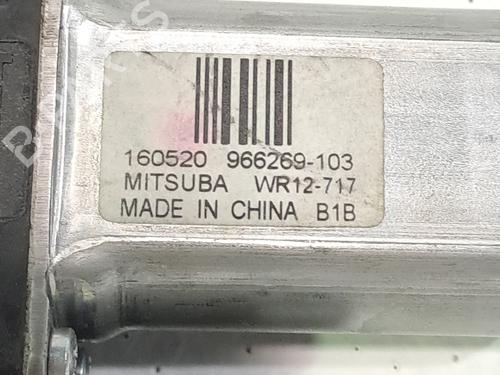 160520 966269-103
MITSUBA WR12-717
MADE IN CHINA B1B